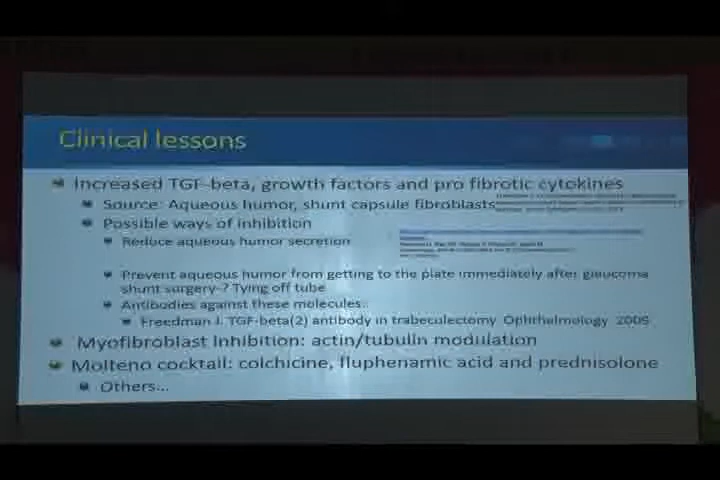 Clinical lessons
Increased TGF-beta, growth factors and pro fibrotic cytokines
Source: Aqueous humor, shunt capsule fibroblasts
Possible ways of inhibition
Reduce aqueous humor secretion
Prevent aqueous humor from getting to the plate immediately after glaucoma
shunt surgery-? Tying off tube
Antibodies against these molecules
Freedman J. TGF-beta(2) antibody in trabeculectomy. Ophthalmology
Myofibroblast Inhibition: actin/tubulin modulation
Molteno cocktail: colchicine, fluphenamic acid and prednisolone
Others...